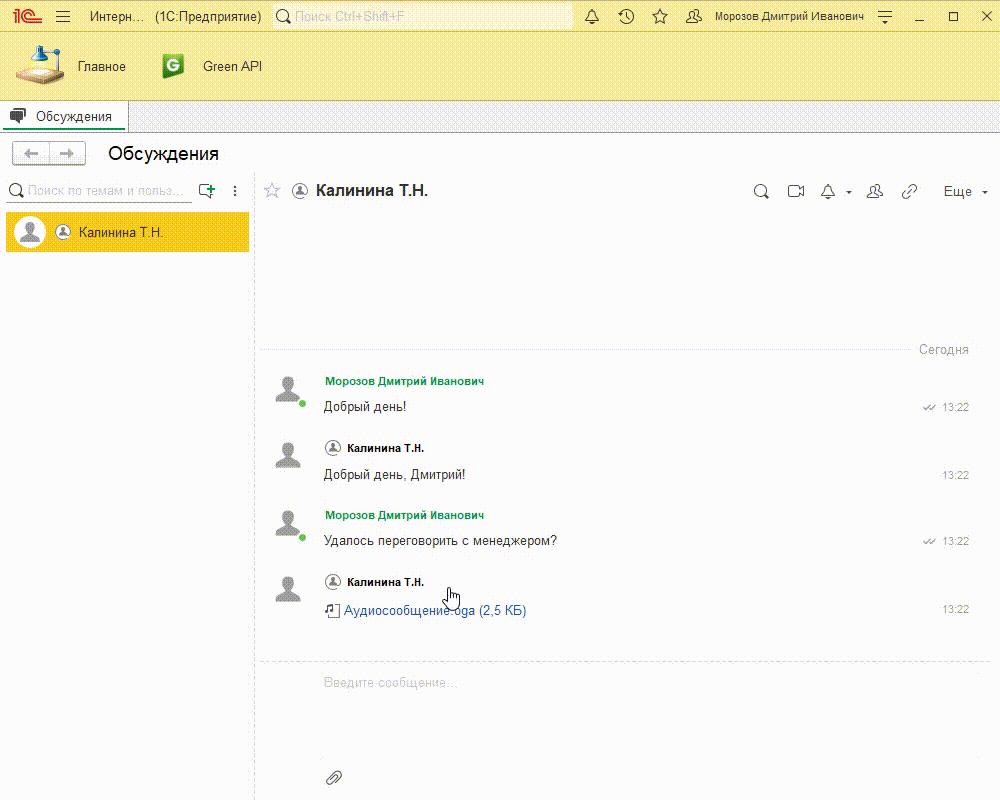 1С Интерн... (1С:Предприятие) Поиск Ctrl+Shift+F Морозов Дмитрий Иванович
Главное G Green API
Обсуждения
Обсуждения
Поиск по темам и польз...
Калинина Т.Н.
Калинина Т.Н. Еще
Сегодня
Морозов Дмитрий Иванович
Добрый день! 13:22
Калинина Т.Н.
Добрый день, Дмитрий! 13:22
Морозов Дмитрий Иванович
Удалось переговорить с менеджером? 13:22
Калинина Т.Н.
Аудиосообщение.oga (2,5 КБ) 13:22
Введите сообщение...